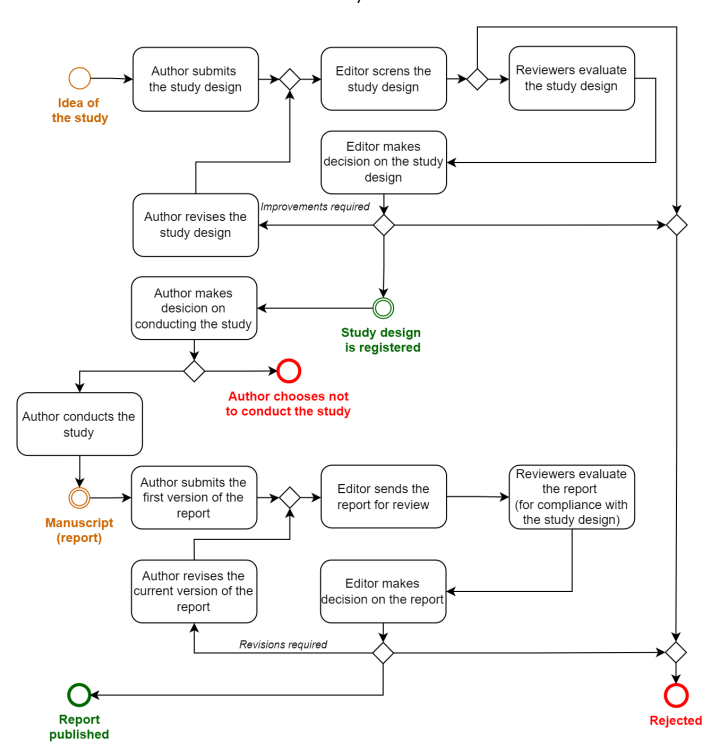 Author submits
the study design
Editor screns the
study design
Reviewers evaluate
the study design
Idea of
the study
Editor makes
decision on the study
design
Improvements required
Author revises the
study design
Author makes
desicion on
conducting the study
Study design
is registered
Author chooses not
to conduct the study
Author conducts the
study
Author submits the
first version of the
report
Editor sends the
report for review
Reviewers evaluate
the report
(for compliance with
the study design)
Manuscript
(report)
Author revises the
current version of the
report
Editor makes
decision on the report
Revisions required
Report
published
Rejected